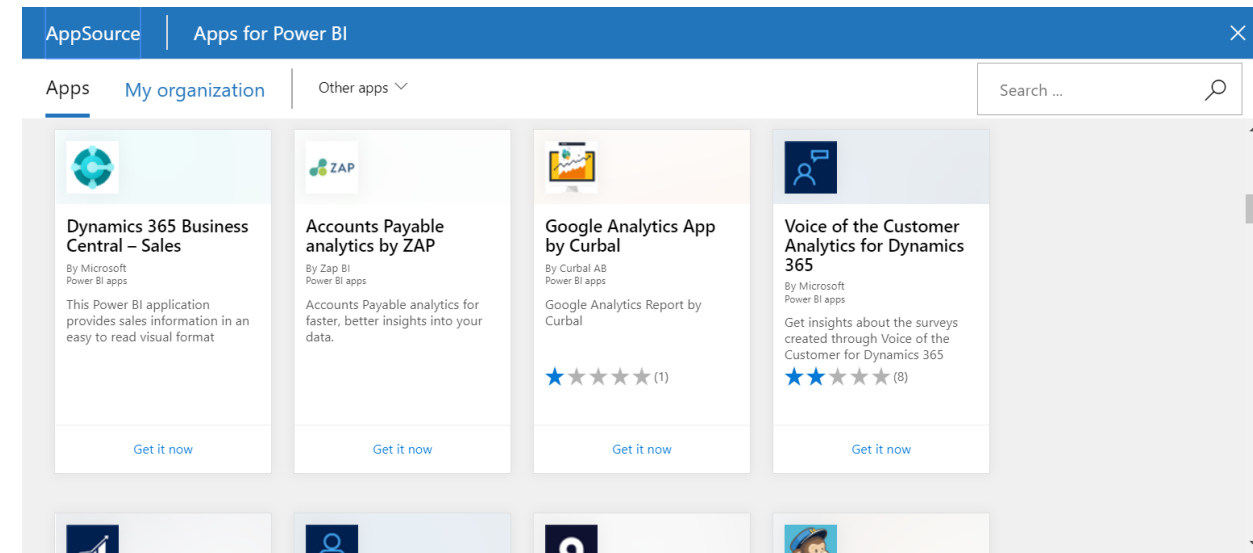 AppSource
Apps for Power BI
Apps
My organization
Other apps
Search ...
ZAP
Dynamics 365 Business
Central – Sales
By Microsoft
Power BI apps
This Power BI application
provides sales information in an
easy to read visual format
Get it now
Accounts Payable
analytics by ZAP
By Zap BI
Power BI apps
Accounts Payable analytics for
faster, better insights into your
data.
Get it now
Google Analytics App
by Curbal
By Curbal AB
Power BI apps
Google Analytics Report by
Curbal
(1)
Get it now
Voice of the Customer
Analytics for Dynamics
365
By Microsoft
Power BI apps
Get insights about the surveys
created through Voice of the
Customer for Dynamics 365
(8)
Get it now